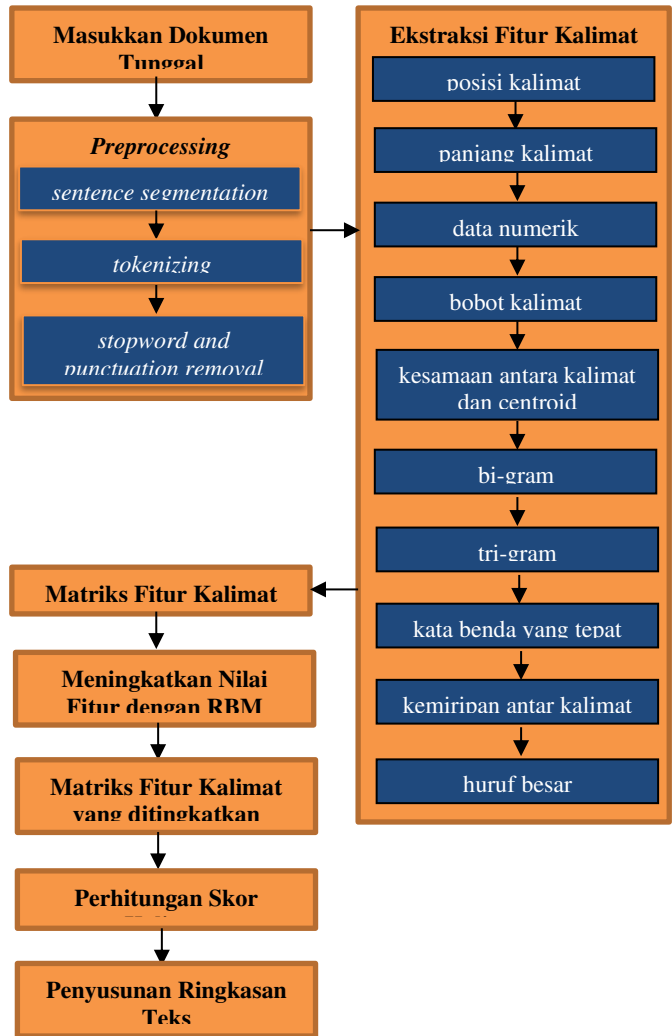 Masukkan Dokumen
Tunggal
Preprocessing
sentence segmentation
tokenizing
stopword and
punctuation removal
Ekstraksi Fitur Kalimat
posisi kalimat
panjang kalimat
data numerik
bobot kalimat
kesamaan antara kalimat
dan centroid
bi-gram
tri-gram
kata benda yang tepat
kemiripan antar kalimat
huruf besar
Matriks Fitur Kalimat
Meningkatkan Nilai
Fitur dengan RBM
Matriks Fitur Kalimat
yang ditingkatkan
Perhitungan Skor
Penyusunan Ringkasan
Teks